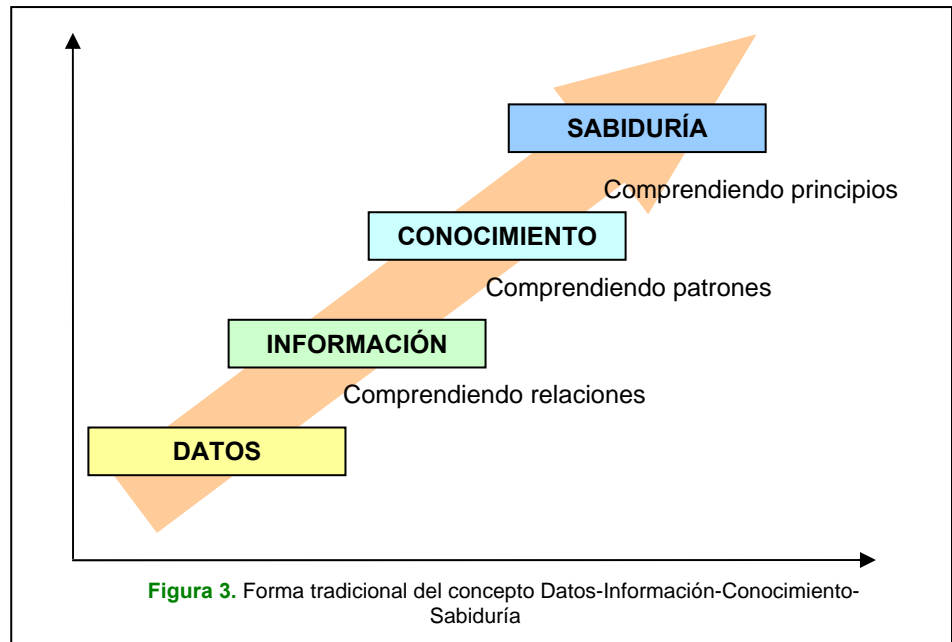 SABIDURÍA
Comprendiendo principios
CONOCIMIENTO
Comprendiendo patrones
INFORMACIÓN
Comprendiendo relaciones
DATOS
Figura 3. Forma tradicional del concepto Datos-Información-Conocimiento-
Sabiduría